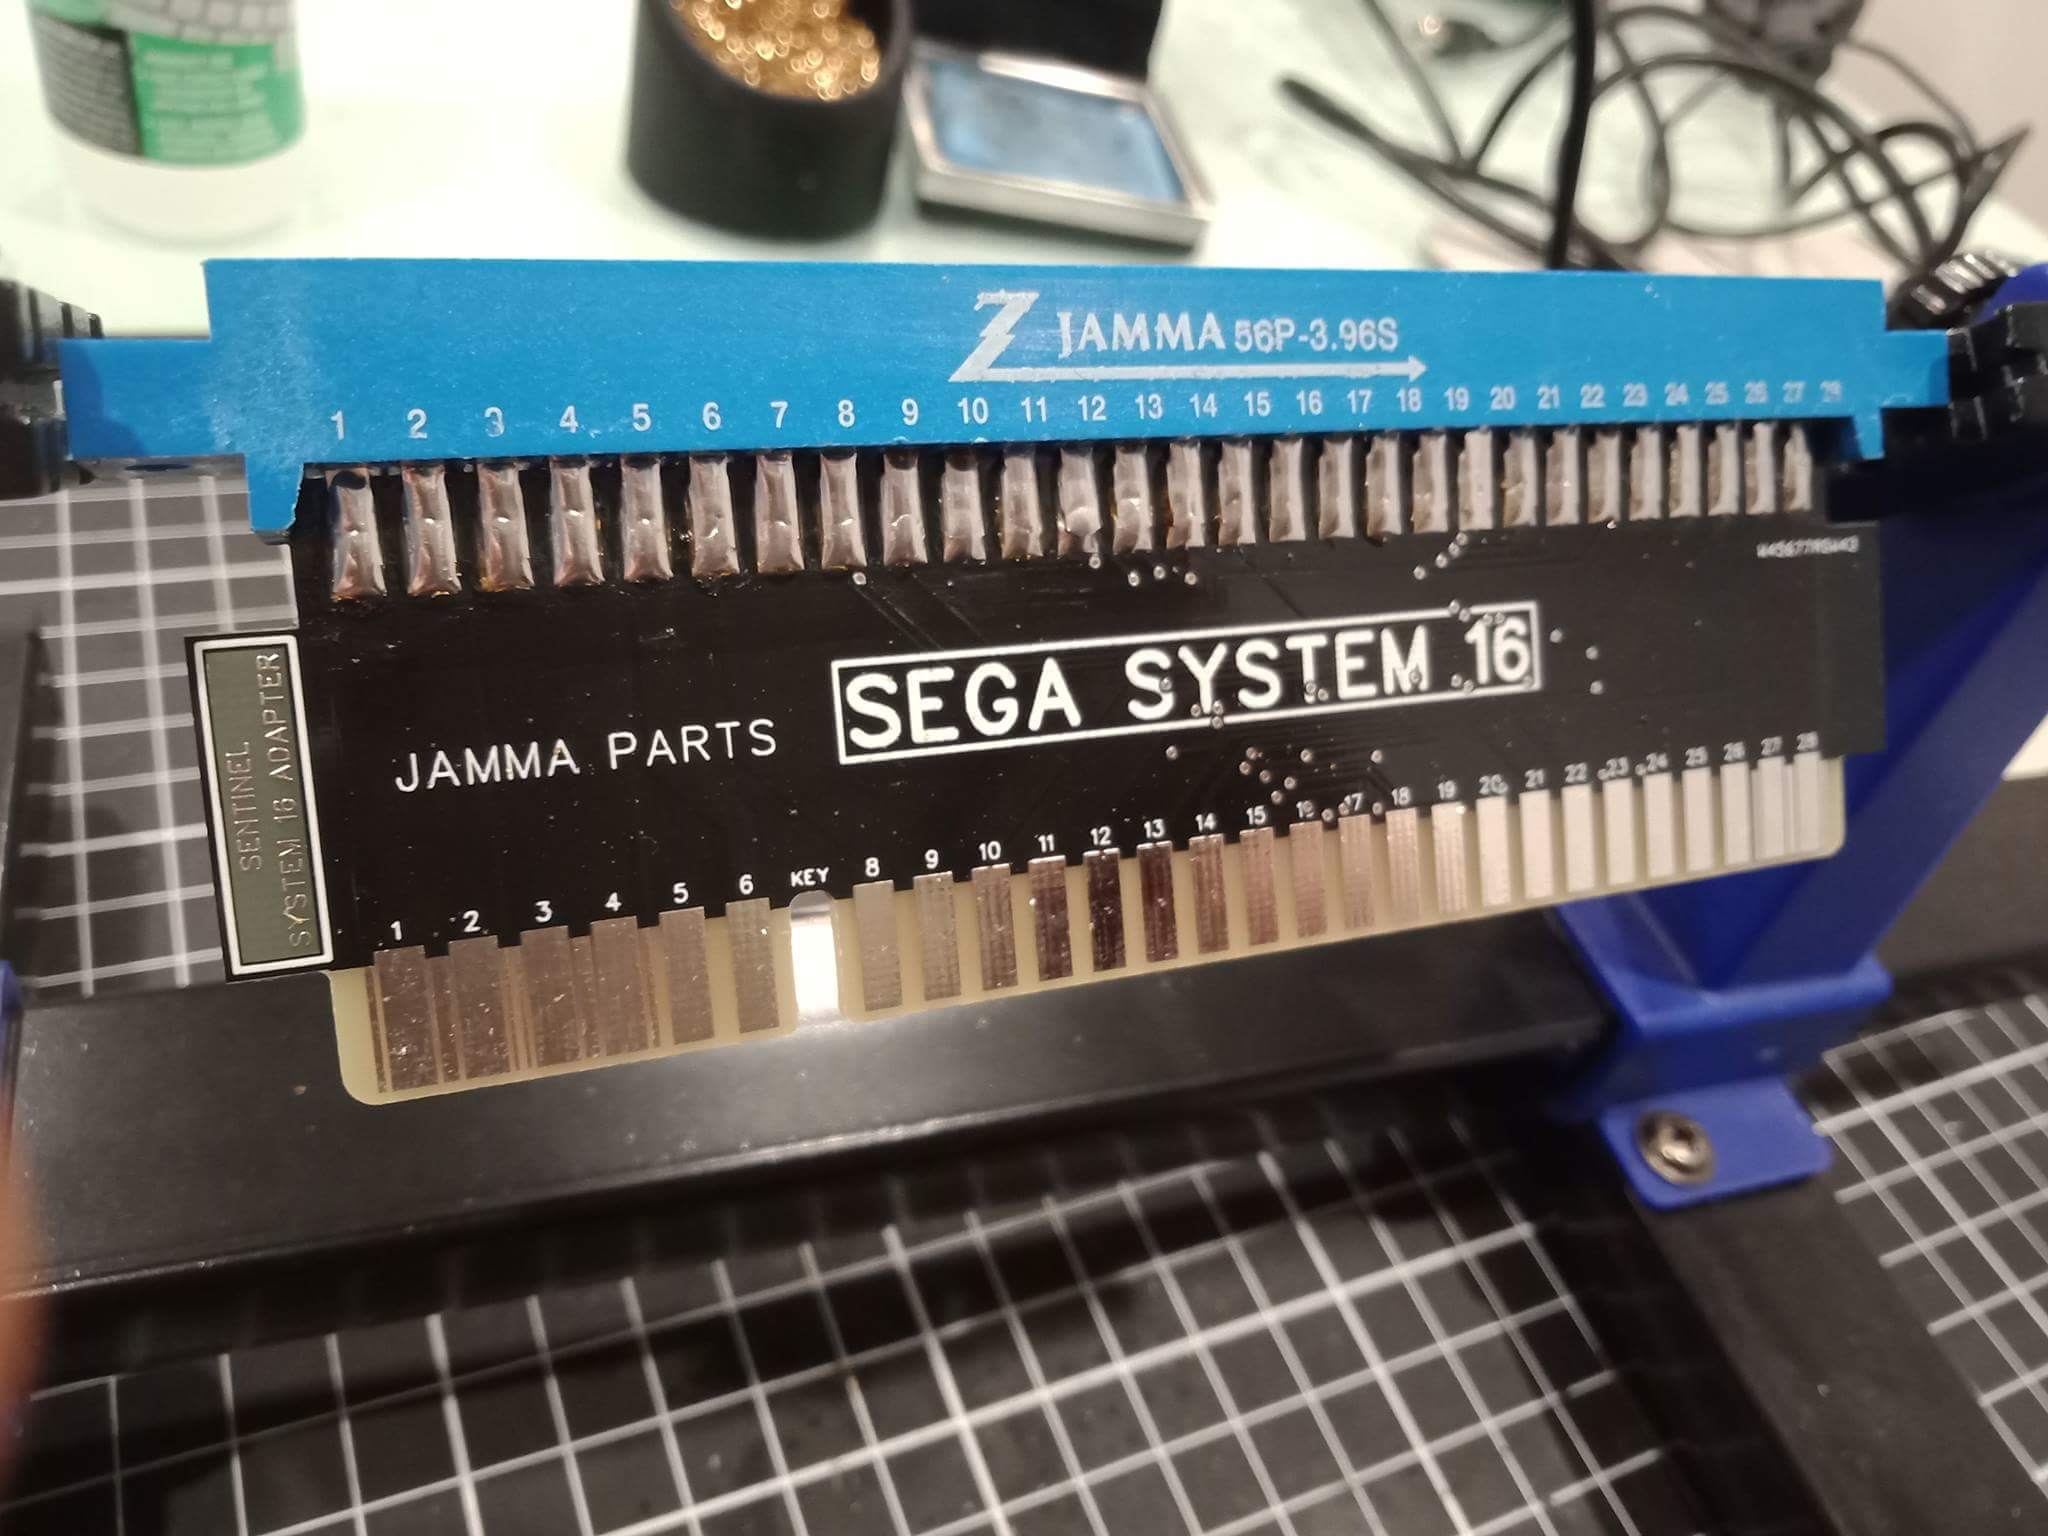 JAMMA 56P-3.96S
1 2 3 4 5 6 7 8 9 10 11 12 13 14 15 16 17 18 19 20 21 22 23 24 25 26 27 28
SENTINEL
SYSTEM 16 ADAPTER
JAMMA PARTS
SEGA SYSTEM 16
1 2 3 4 5 6 KEY 8 9 10 11 12 13 14 15 16 17 18 19 20 21 22 23 24 25 26 27 28